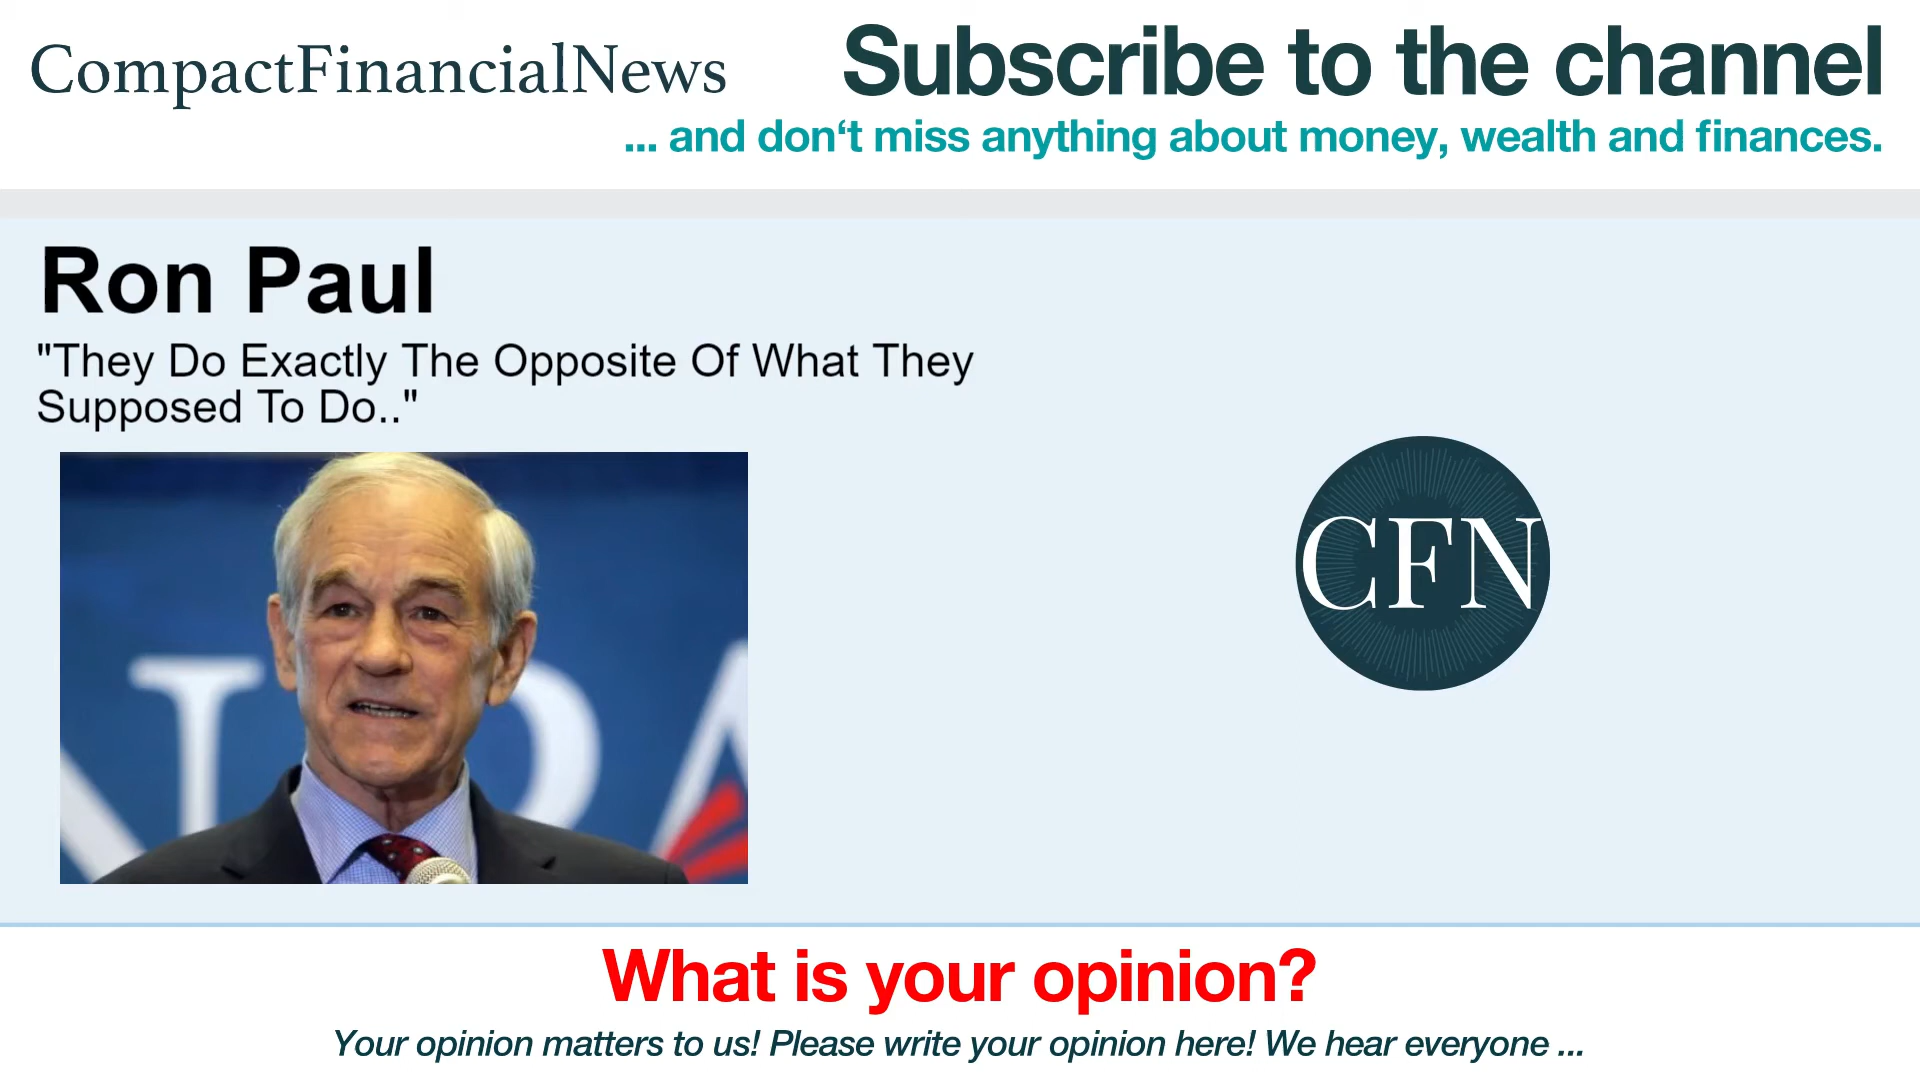 CompactFinancialNews
Subscribe to the channel
... and don‘t miss anything about money, wealth and finances.
Ron Paul
"They Do Exactly The Opposite Of What They
Supposed To Do.."
CFN
What is your opinion?
Your opinion matters to us! Please write your opinion here! We hear everyone ...